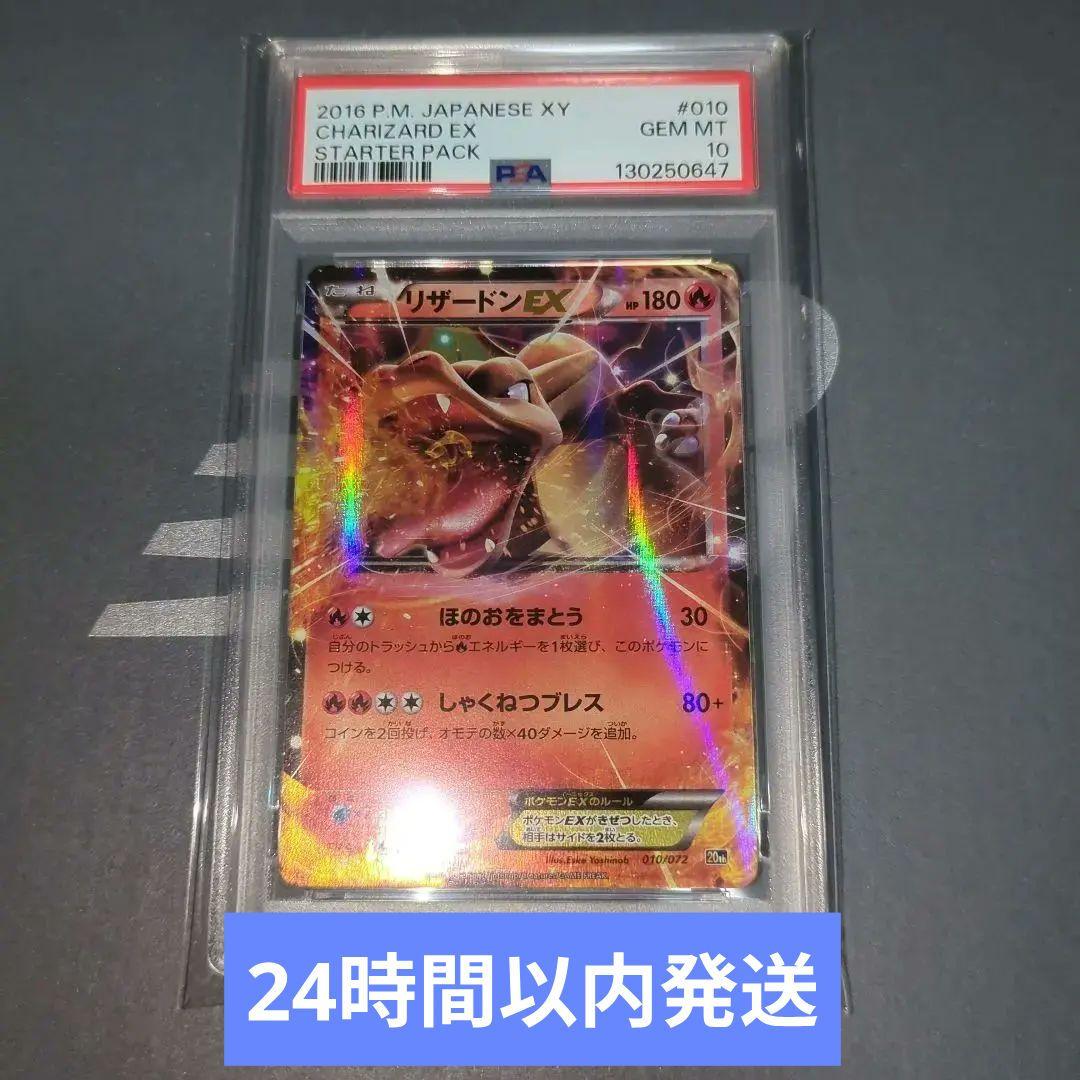 2016 P.M. JAPANESE XY #010
CHARIZARD EX GEM MT
STARTER PACK 10
PSA 130250647
たね リザードンEX HP180
ほのおをまとう 30
自分のトラッシュからエネルギーを1枚選び、このポケモンに
つける。
しゃくねつブレス 80+
コインを2回投げ、オモテの数×40ダメージを追加。
ポケモンEXのルール
ポケモンEXがきぜつしたとき、
相手はサイドを2枚とる。
Illus.Eske Yoshinob 010/072 20th
24時間以内発送